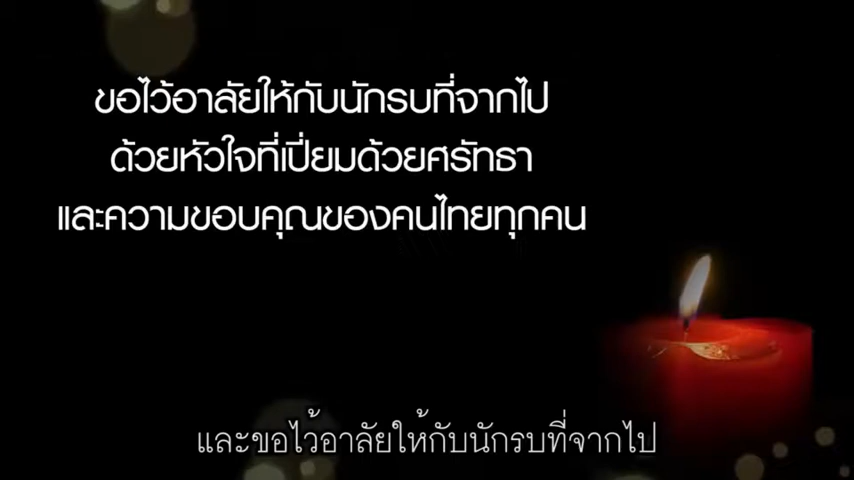 ขอไว้อาลัยให้กับนักรบที่จากไป
ด้วยหัวใจที่เปี่ยมด้วยศรัทธา
และความขอบคุณของคนไทยทุกคน
และขอไว้อาลัยให้กับนักรบที่จากไป